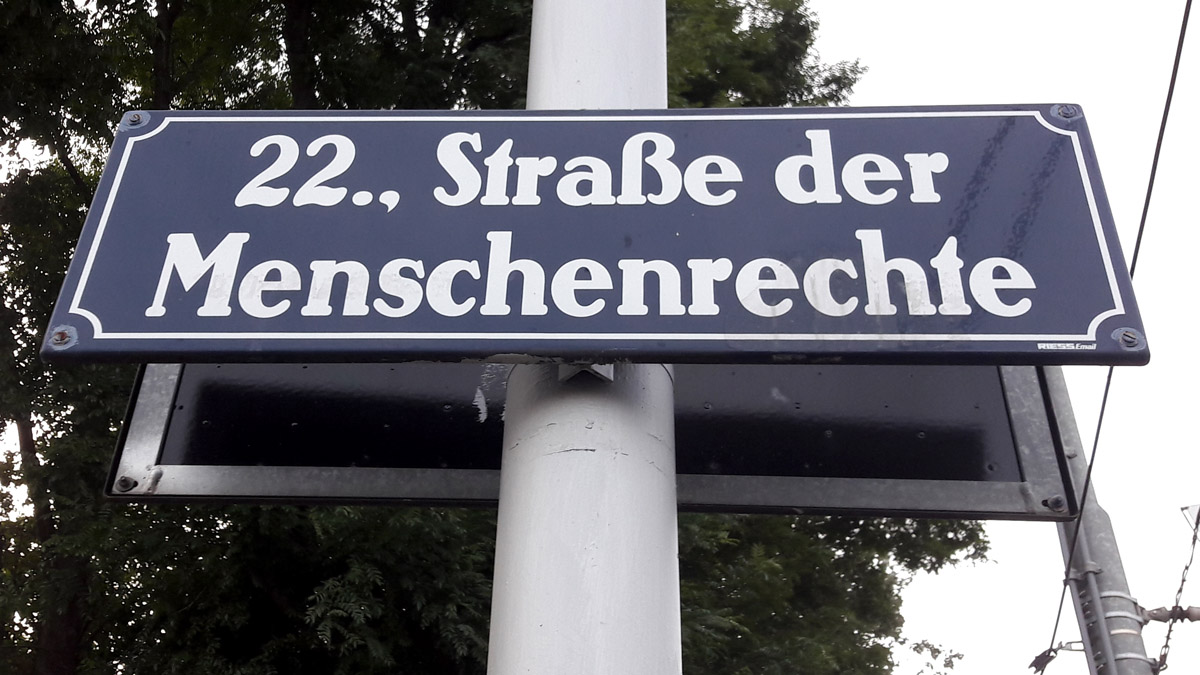 22., Straße der
Menschenrechte
RIESS Email